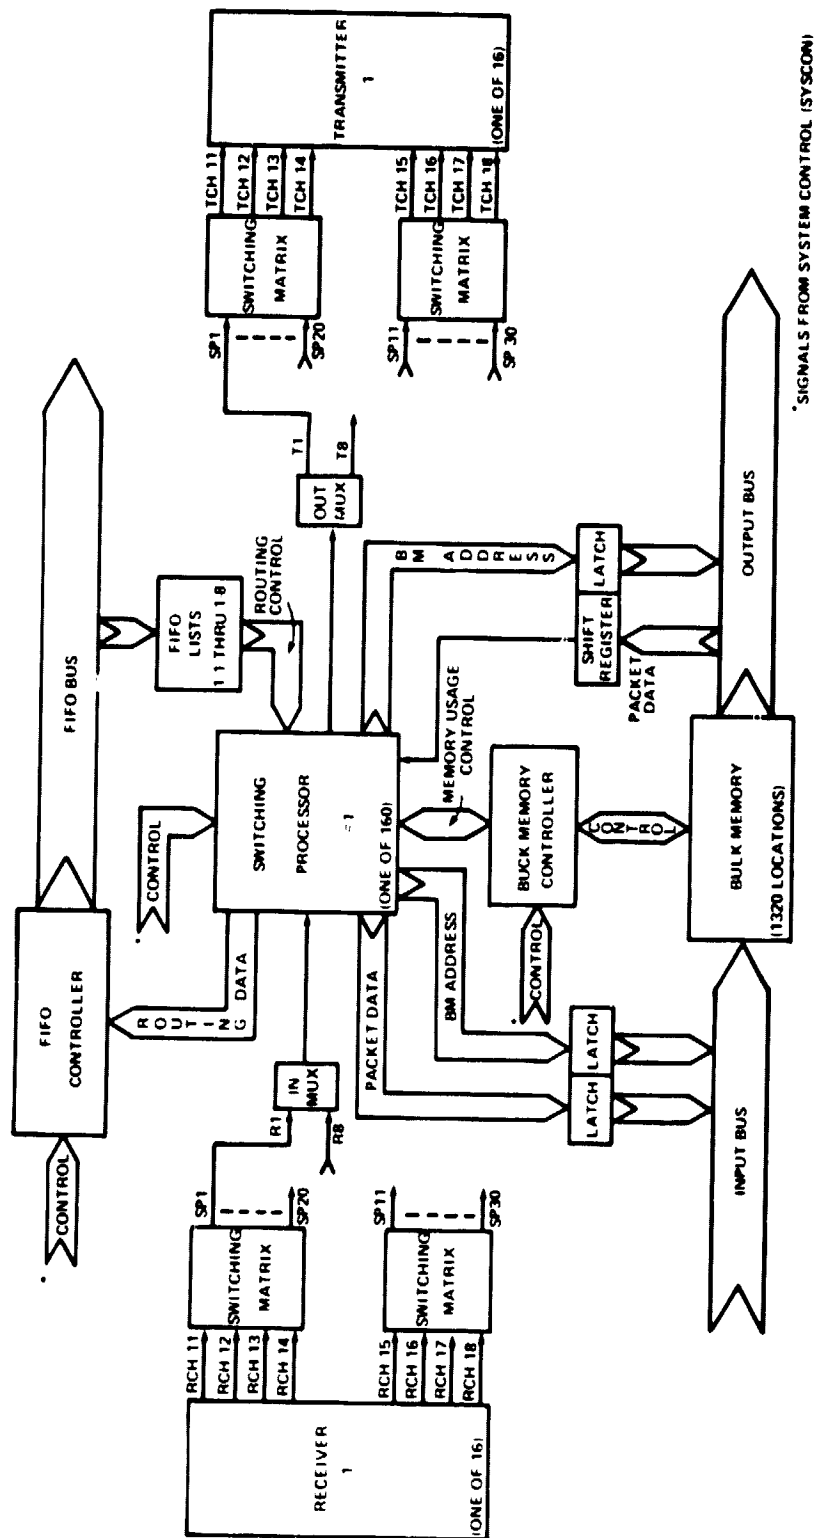 *
CONTROL
FIFO
CONTROLLER
FIFO BUS
ROUTING
DATA
*
CONTROL
FIFO
LISTS
1 1 THRU 1 8
ROUTING
CONTROL
RECEIVER
1
(ONE OF 16)
RCH 11
RCH 12
RCH 13
RCH 14
SWITCHING
MATRIX
SP1
SP20
RCH 15
RCH 16
RCH 17
RCH 18
SWITCHING
MATRIX
SP11
SP30
R1
R8
IN
MUX
SWITCHING
PROCESSOR
=1
(ONE OF 160)
OUT
MUX
T1
T8
SP1
SP20
SWITCHING
MATRIX
TCH 11
TCH 12
TCH 13
TCH 14
SP11
SP 30
SWITCHING
MATRIX
TCH 15
TCH 16
TCH 17
TCH 18
TRANSMITTER
1
(ONE OF 16)
PACKET DATA
BM ADDRESS
MEMORY USAGE
CONTROL
BM ADDRESS
LATCH
LATCH
*
CONTROL
BUCK MEMORY
CONTROLLER
SHIFT
REGISTER
LATCH
CONTROL
PACKET
DATA
INPUT BUS
BULK MEMORY
(1320 LOCATIONS)
OUTPUT BUS
*SIGNALS FROM SYSTEM CONTROL (SYSCON)